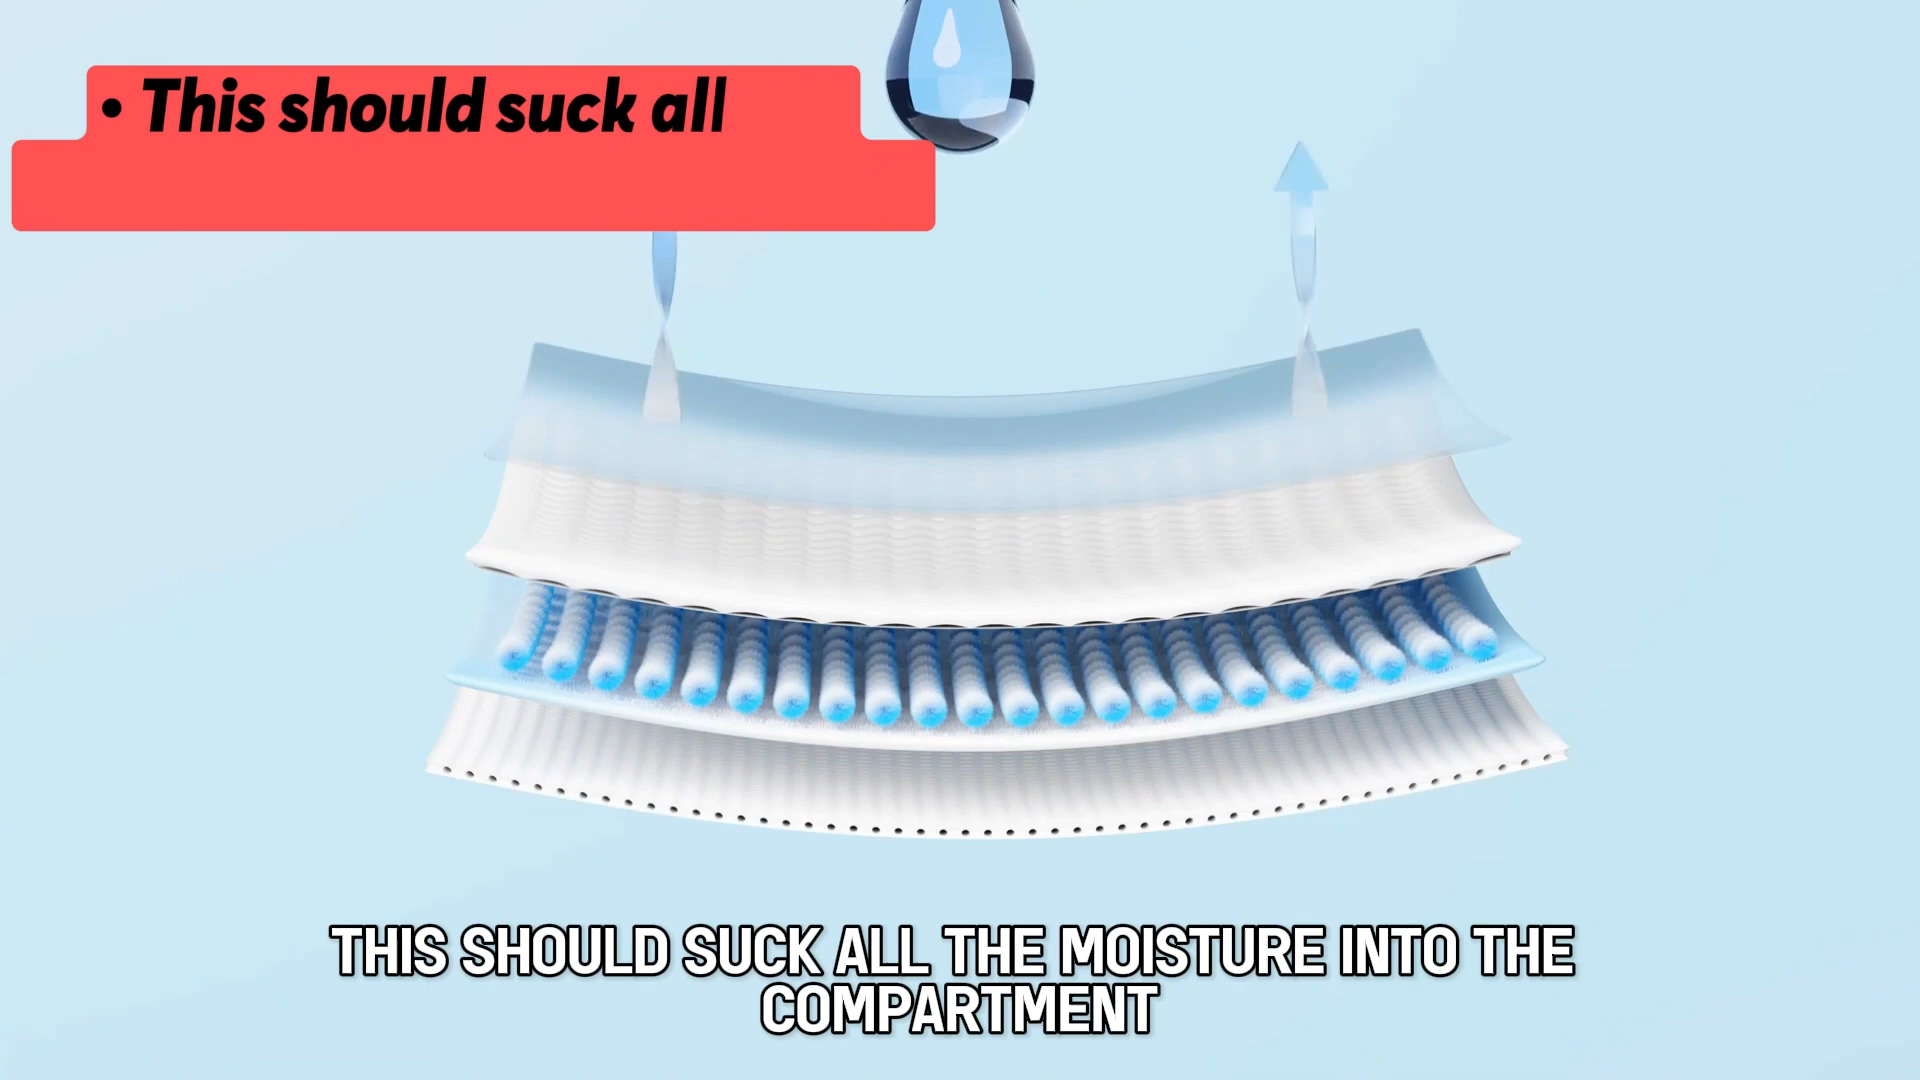 • This should suck all
THIS SHOULD SUCK ALL THE MOISTURE INTO THE
COMPARTMENT